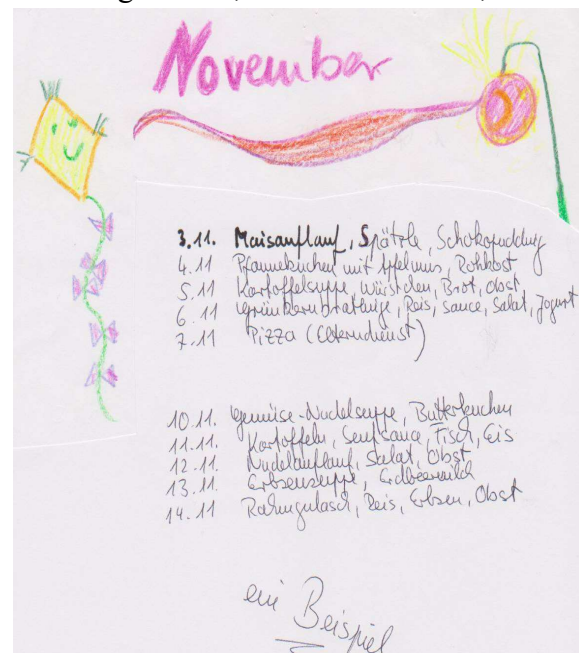 November
3.11. Maisauflauf, Spätzle, Schokopudding
4.11 Pfannekuchen mit Apfelmus, Rohkost
5.11 Kartoffelsuppe, Würstchen, Brot, Obst
6.11 Grünkernbratlinge, Reis, Sauce, Salat, Jogurt
7.11 Pizza (Elterndienst)
10.11. Gemüse-Nudelsuppe, Butterkuchen
11.11. Kartoffeln, Senfsauce, Fisch, Eis
12.11 Nudelauflauf, Salat, Obst
13.11 Erbsensuppe, Erdbeermilch
14.11 Rahmgulasch, Reis, Erbsen, Obst
ein Beispiel